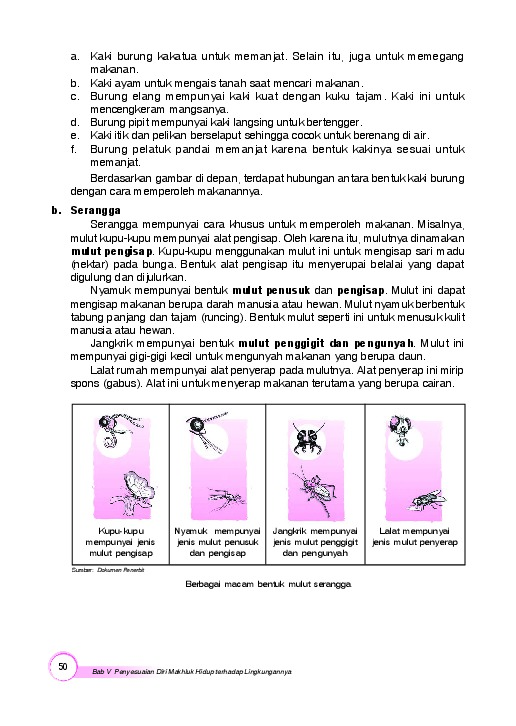 a. Kaki burung kakatua untuk memanjat. Selain itu, juga untuk memegang
makanan.
b. Kaki ayam untuk mengais tanah saat mencari makanan.
c. Burung elang mempunyai kaki kuat dengan kuku tajam. Kaki ini untuk
mencengkeram mangsanya.
d. Burung pipit mempunyai kaki langsing untuk bertengger.
e. Kaki itik dan pelikan berselaput sehingga cocok untuk berenang di air.
f. Burung pelatuk pandai memanjat karena bentuk kakinya sesuai untuk
memanjat.
Berdasarkan gambar di depan, terdapat hubungan antara bentuk kaki burung
dengan cara memperoleh makanannya.
b. Serangga
Serangga mempunyai cara khusus untuk memperoleh makanan. Misalnya,
mulut kupu-kupu mempunyai alat pengisap. Oleh karena itu, mulutnya dinamakan
mulut pengisap. Kupu-kupu menggunakan mulut ini untuk mengisap sari madu
(nektar) pada bunga. Bentuk alat pengisap itu menyerupai belalai yang dapat
digulung dan dijulurkan.
Nyamuk mempunyai bentuk mulut penusuk dan pengisap. Mulut ini dapat
mengisap makanan berupa darah manusia atau hewan. Mulut nyamuk berbentuk
tabung panjang dan tajam (runcing). Bentuk mulut seperti ini untuk menusuk kulit
manusia atau hewan.
Jangkrik mempunyai bentuk mulut penggigit dan pengunyah. Mulut ini
mempunyai gigi-gigi kecil untuk mengunyah makanan yang berupa daun.
Lalat rumah mempunyai alat penyerap pada mulutnya. Alat penyerap ini mirip
spons (gabus). Alat ini untuk menyerap makanan terutama yang berupa cairan.
Kupu-kupu
mempunyai jenis
mulut pengisap
Nyamuk mempunyai
jenis mulut penusuk
dan pengisap
Jangkrik mempunyai
jenis mulut penggigit
dan pengunyah
Lalat mempunyai
jenis mulut penyerap
Sumber: Dokumen Penerbit
Berbagai macam bentuk mulut serangga
50
Bab V Penyesuaian Diri Makhluk Hidup terhadap Lingkungannya